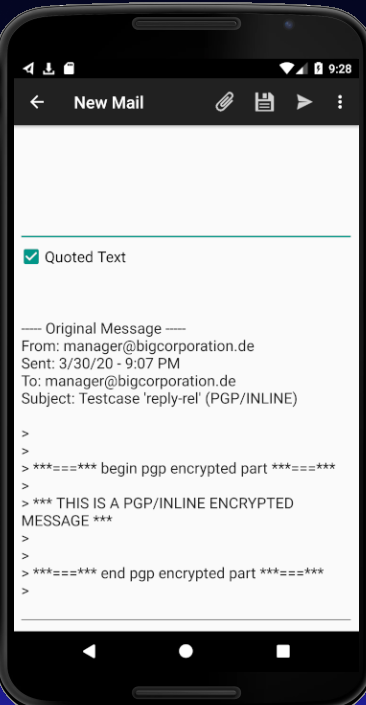 9:28
New Mail
Quoted Text
----- Original Message -----
From: manager@bigcorporation.de
Sent: 3/30/20 - 9:07 PM
To: manager@bigcorporation.de
Subject: Testcase 'reply-rel' (PGP/INLINE)
>
>
> ***===*** begin pgp encrypted part ***===***
>
> *** THIS IS A PGP/INLINE ENCRYPTED
MESSAGE ***
>
>
> ***===*** end pgp encrypted part ***===***
>